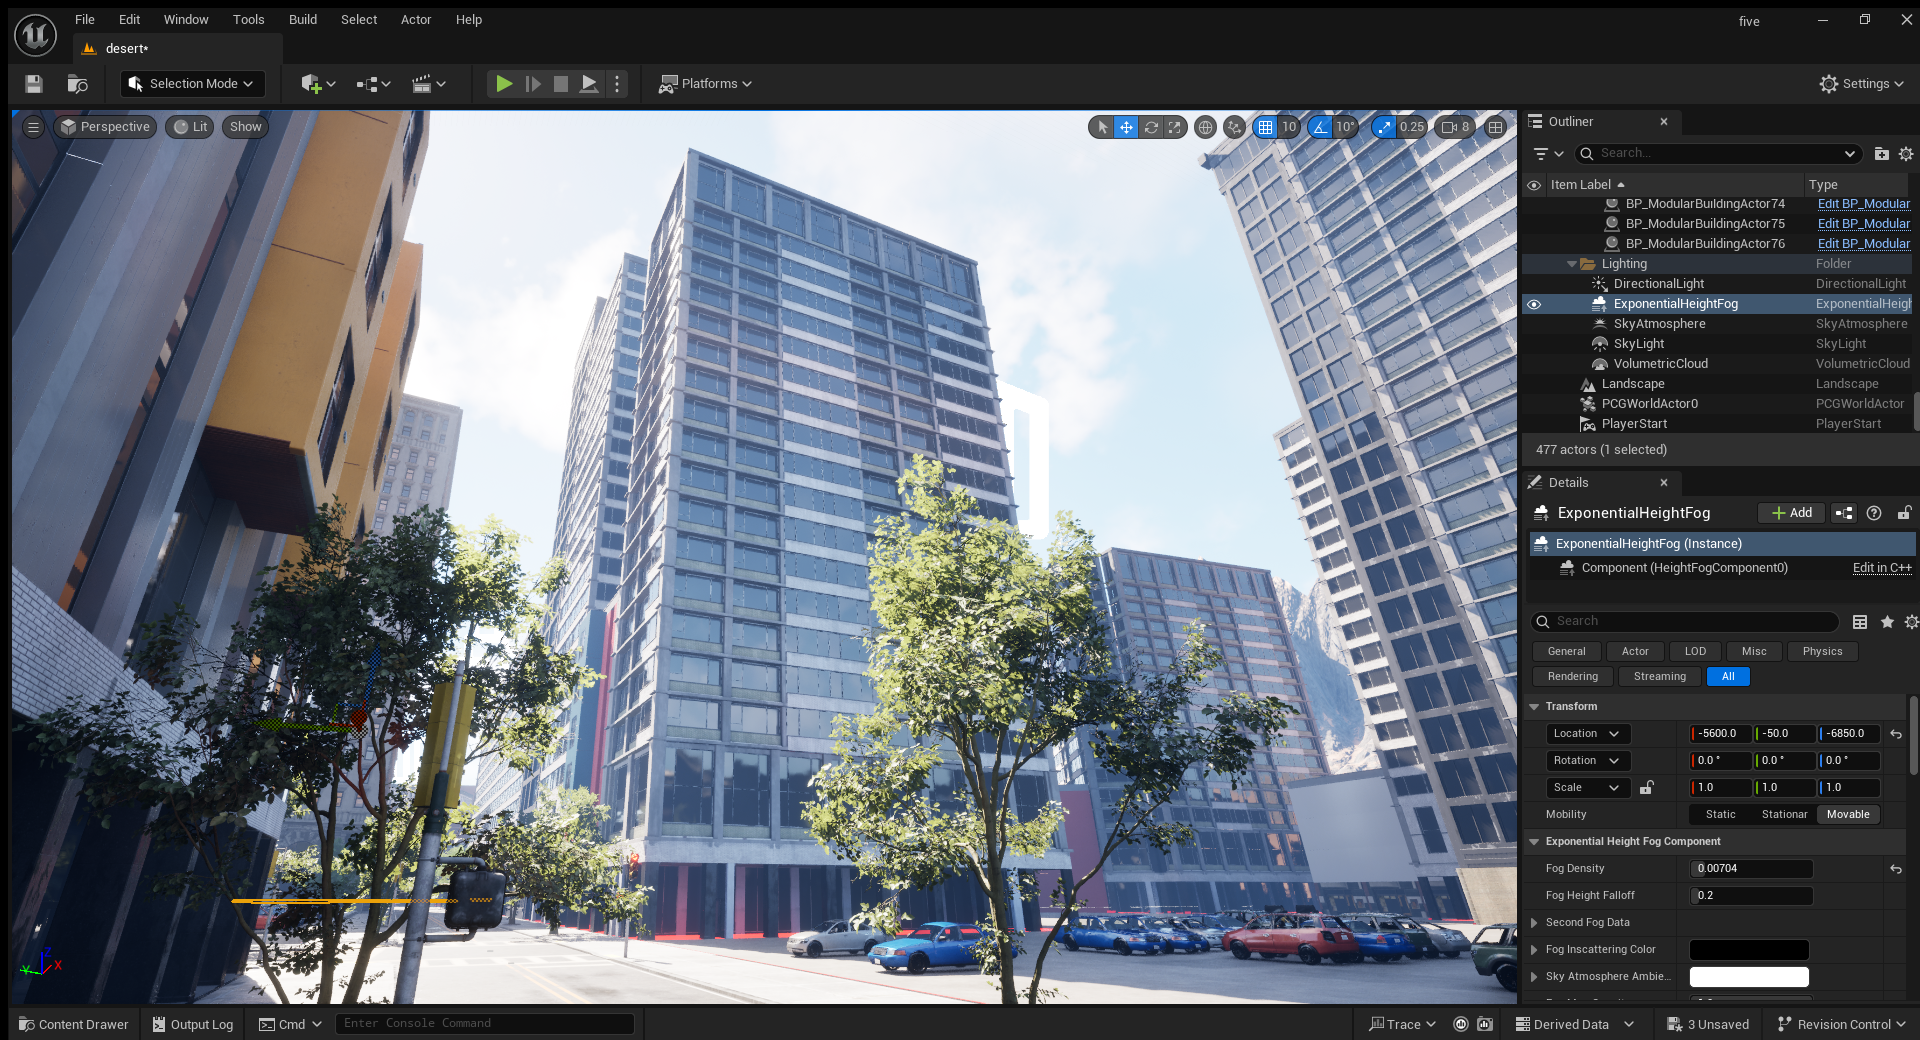 File Edit Window Tools Build Select Actor Help
five
desert*
Selection Mode
Platforms
Settings
Perspective Lit Show
10 10° 0.25 8
Outliner
Search...
Item Label Type
BP_ModularBuildingActor74 Edit BP_Modular
BP_ModularBuildingActor75 Edit BP_Modular
BP_ModularBuildingActor76 Edit BP_Modular
Lighting Folder
DirectionalLight DirectionalLight
ExponentialHeightFog ExponentialHeigh
SkyAtmosphere SkyAtmosphere
SkyLight SkyLight
VolumetricCloud VolumetricCloud
Landscape Landscape
PCGWorldActor0 PCGWorldActor
PlayerStart PlayerStart
477 actors (1 selected)
Details
ExponentialHeightFog Add
ExponentialHeightFog (Instance)
Component (HeightFogComponent0) Edit in C++
Search
General Actor LOD Misc Physics
Rendering Streaming All
Transform
Location -5600.0 -50.0 -6850.0
Rotation 0.0 ° 0.0 ° 0.0 °
Scale 1.0 1.0 1.0
Mobility Static Stationar Movable
Exponential Height Fog Component
Fog Density 0.00704
Fog Height Falloff 0.2
Second Fog Data
Fog Inscattering Color
Sky Atmosphere Ambie...
Z
Y X
Content Drawer Output Log Cmd Enter Console Command Trace Derived Data 3 Unsaved Revision Control